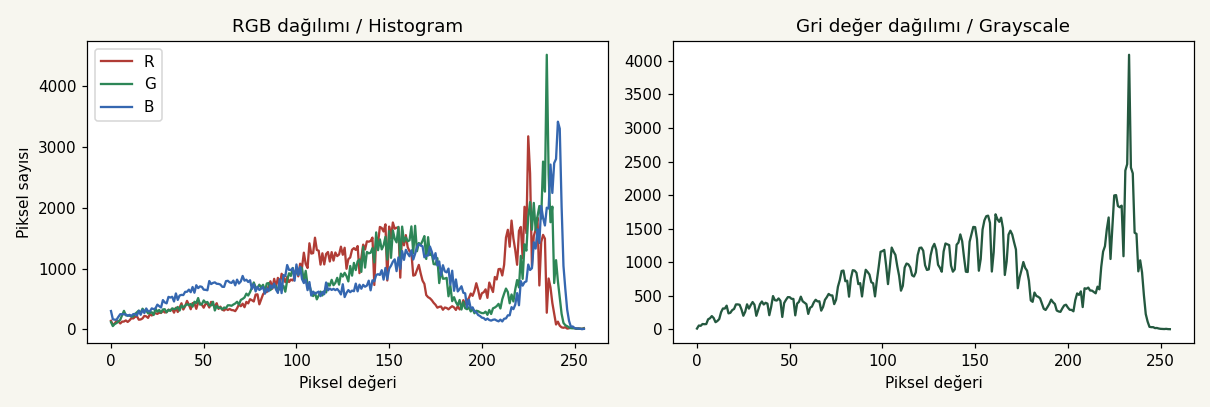 RGB dağılımı / Histogram
R
G
B
Piksel sayısı
4000
3000
2000
1000
0
0 50 100 150 200 250
Piksel değeri
Gri değer dağılımı / Grayscale
4000
3500
3000
2500
2000
1500
1000
500
0
0 50 100 150 200 250
Piksel değeri